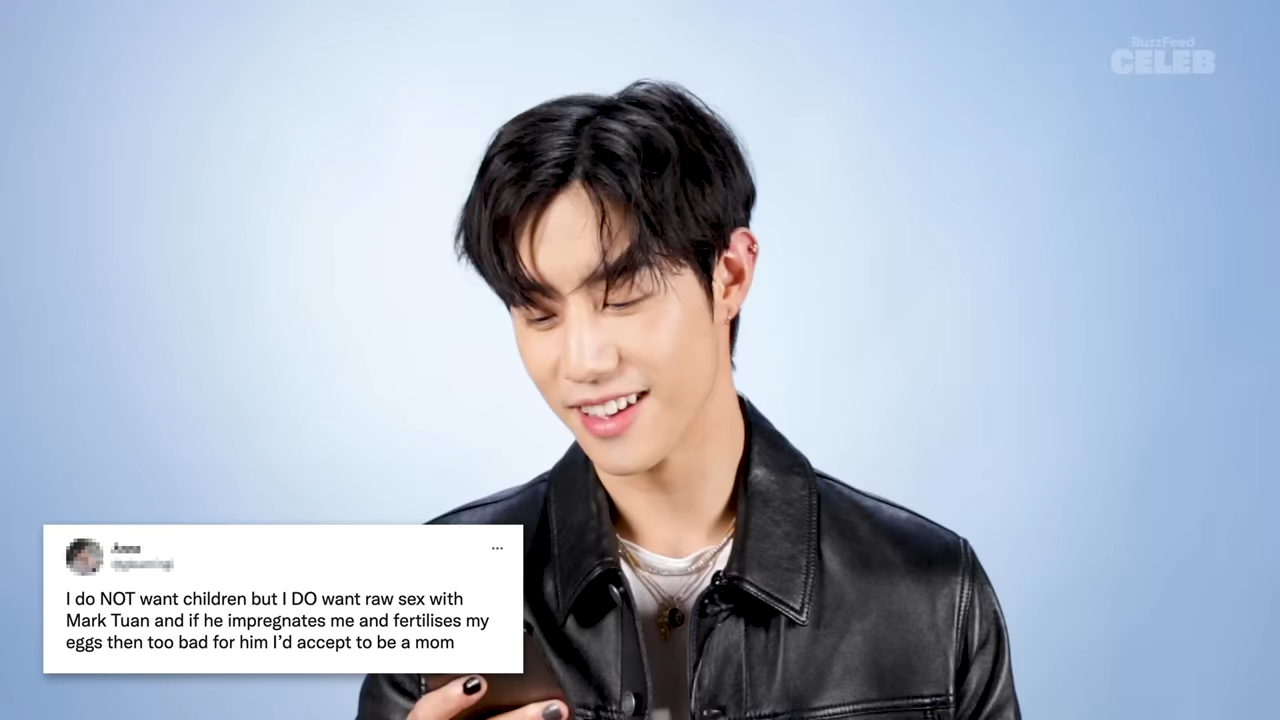 BuzzFeed
CELEB
I do NOT want children but I DO want raw sex with
Mark Tuan and if he impregnates me and fertilises my
eggs then too bad for him I'd accept to be a mom